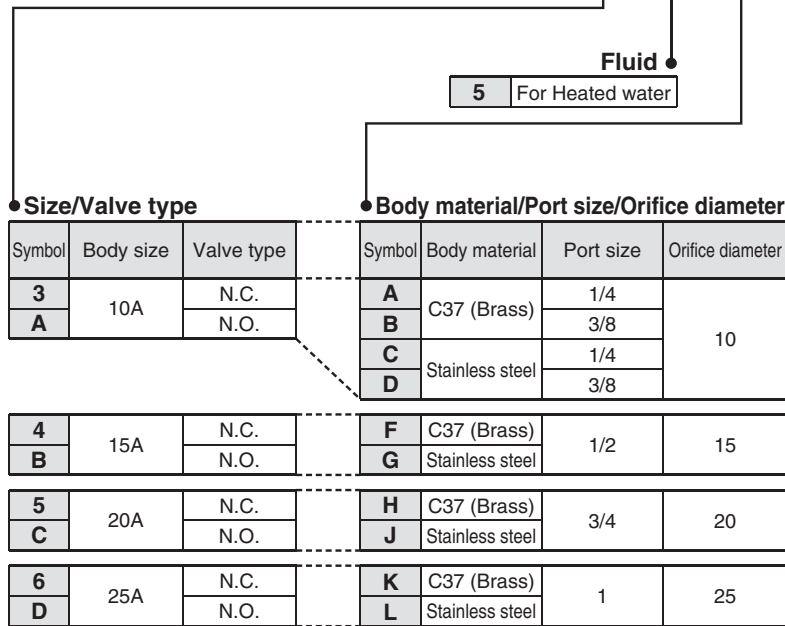 Fluid
5 For Heated water
Size/Valve type
Symbol Body size Valve type
3 10A N.C.
A N.O.
4 15A N.C.
B N.O.
5 20A N.C.
C N.O.
6 25A N.C.
D N.O.
Body material/Port size/Orifice diameter
Symbol Body material Port size Orifice diameter
A C37 (Brass) 1/4 10
B 3/8
C Stainless steel 1/4
D 3/8
F C37 (Brass) 1/2 15
G Stainless steel
H C37 (Brass) 3/4 20
J Stainless steel
K C37 (Brass) 1 25
L Stainless steel